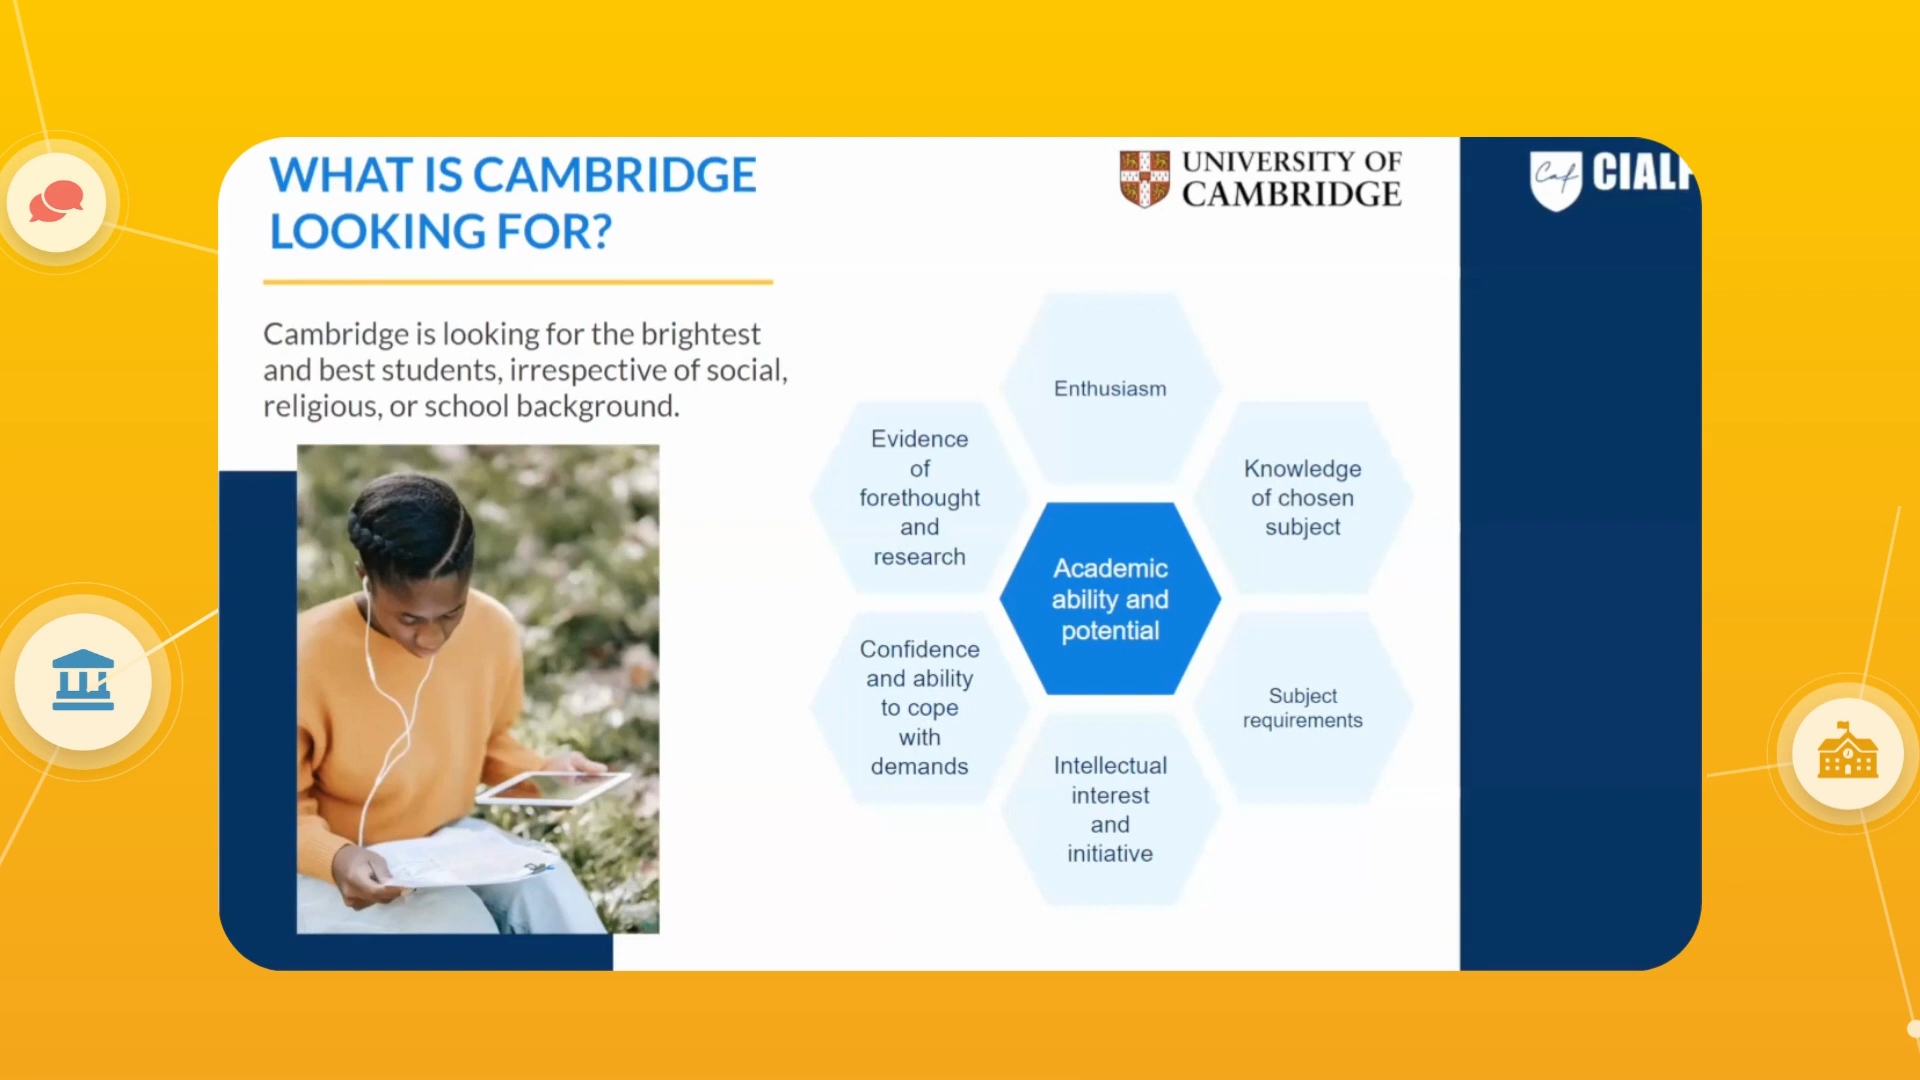 WHAT IS CAMBRIDGE
LOOKING FOR?
UNIVERSITY OF
CAMBRIDGE
Caf
Cambridge is looking for the brightest
and best students, irrespective of social,
religious, or school background.
Enthusiasm
Evidence
of
forethought
and
research
Knowledge
of chosen
subject
Academic
ability and
potential
Confidence
and ability
to cope
with
demands
Subject
requirements
Intellectual
interest
and
initiative